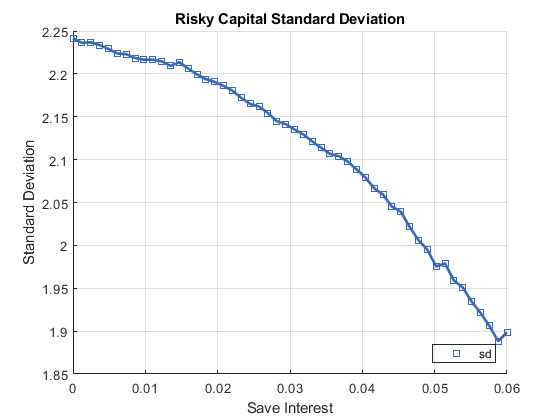 Risky Capital Standard Deviation
2.25
2.2
2.15
2.1
2.05
2
1.95
1.9
1.85
Standard Deviation
sd
0 0.01 0.02 0.03 0.04 0.05 0.06
Save Interest